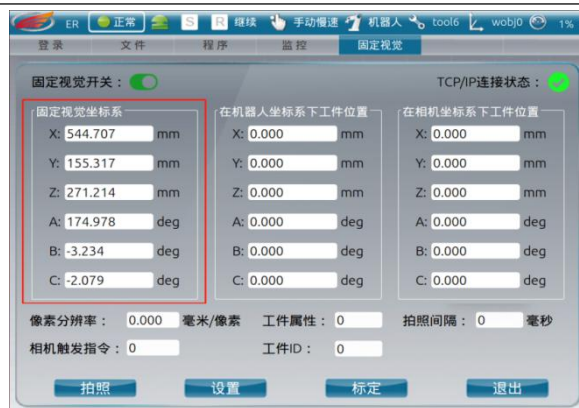 ER 正常 S R 继续 手动慢速 机器人 tool6 wobj0 1%
登录 文件 程序 监控 固定视觉
固定视觉开关： TCP/IP连接状态：
固定视觉坐标系 在机器人坐标系下工件位置 在相机坐标系下工件位置
X: 544.707 mm X: 0.000 mm X: 0.000 mm
Y: 155.317 mm Y: 0.000 mm Y: 0.000 mm
Z: 271.214 mm Z: 0.000 mm Z: 0.000 mm
A: 174.978 deg A: 0.000 deg A: 0.000 deg
B: -3.234 deg B: 0.000 deg B: 0.000 deg
C: -2.079 deg C: 0.000 deg C: 0.000 deg
像素分辨率： 0.000 毫米/像素 工件属性： 0 拍照间隔： 0 毫秒
相机触发指令： 0 工件ID： 0
拍照 设置 标定 退出